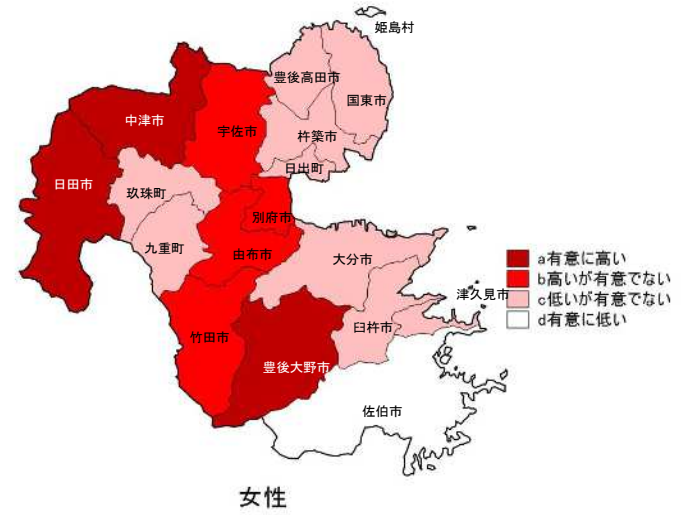 姫島村
豊後高田市
国東市
中津市
宇佐市
杵築市
日出町
日田市
玖珠町
別府市
九重町
由布市
大分市
a有意に高い
b高いが有意でない
c低いが有意でない
d有意に低い
津久見市
臼杵市
竹田市
豊後大野市
佐伯市
女性